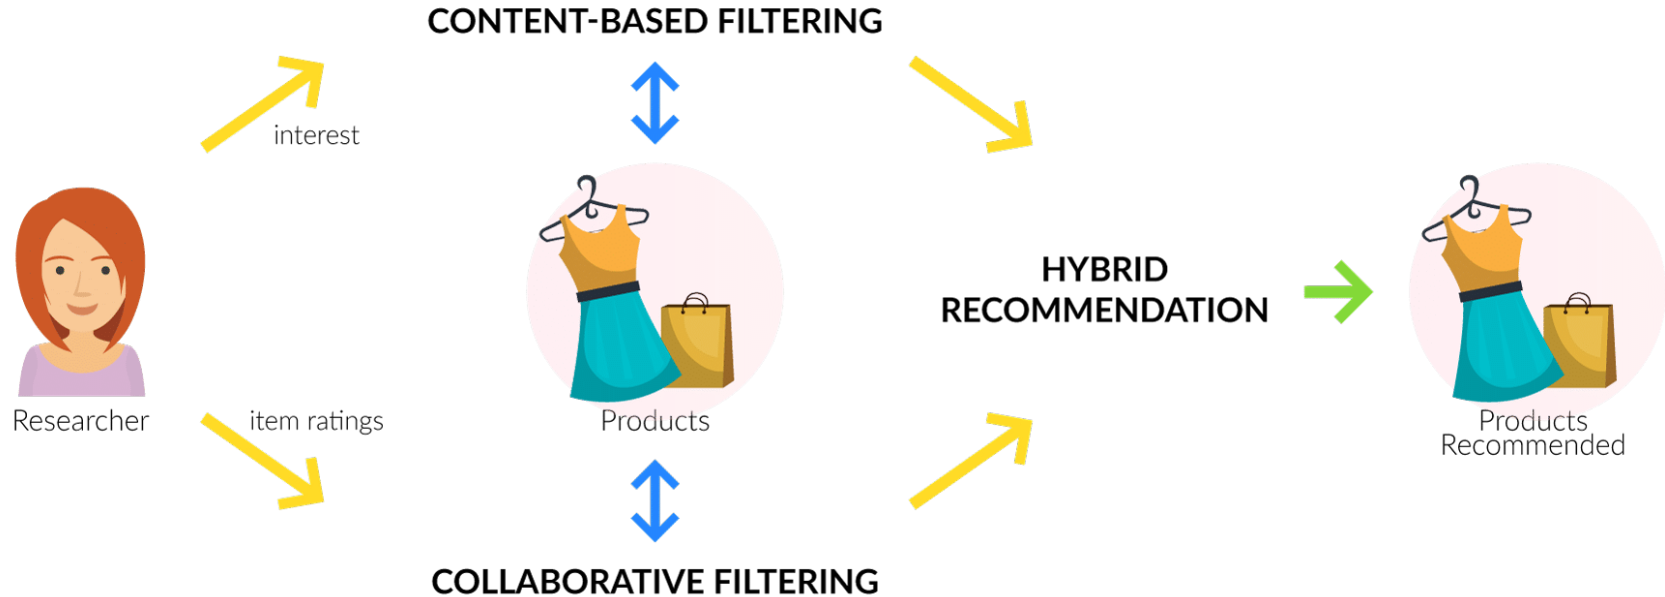 CONTENT-BASED FILTERING
interest
Researcher
item ratings
Products
HYBRID
RECOMMENDATION
Products
Recommended
COLLABORATIVE FILTERING